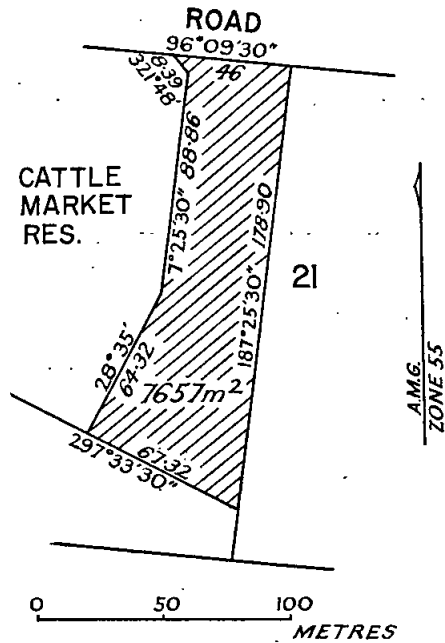 ROAD
96°09'30"
46
8·39
321°48'
88·86
7°25'30"
CATTLE
MARKET
RES.
178·90
187°25'30"
21
28°35'
64·32
7657m²
67·32
297°33'30"
A.M.G.
ZONE 55
0 50 100
METRES